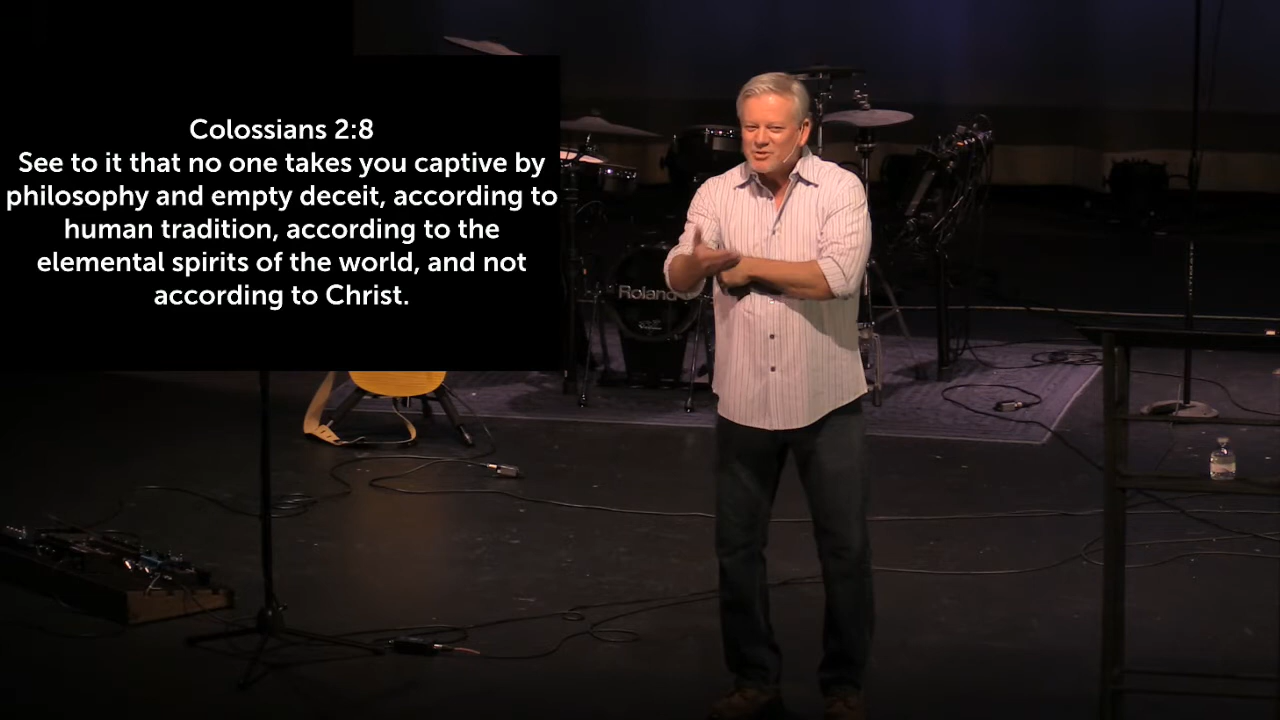 Colossians 2:8
See to it that no one takes you captive by
philosophy and empty deceit, according to
human tradition, according to the
elemental spirits of the world, and not
according to Christ.
Roland